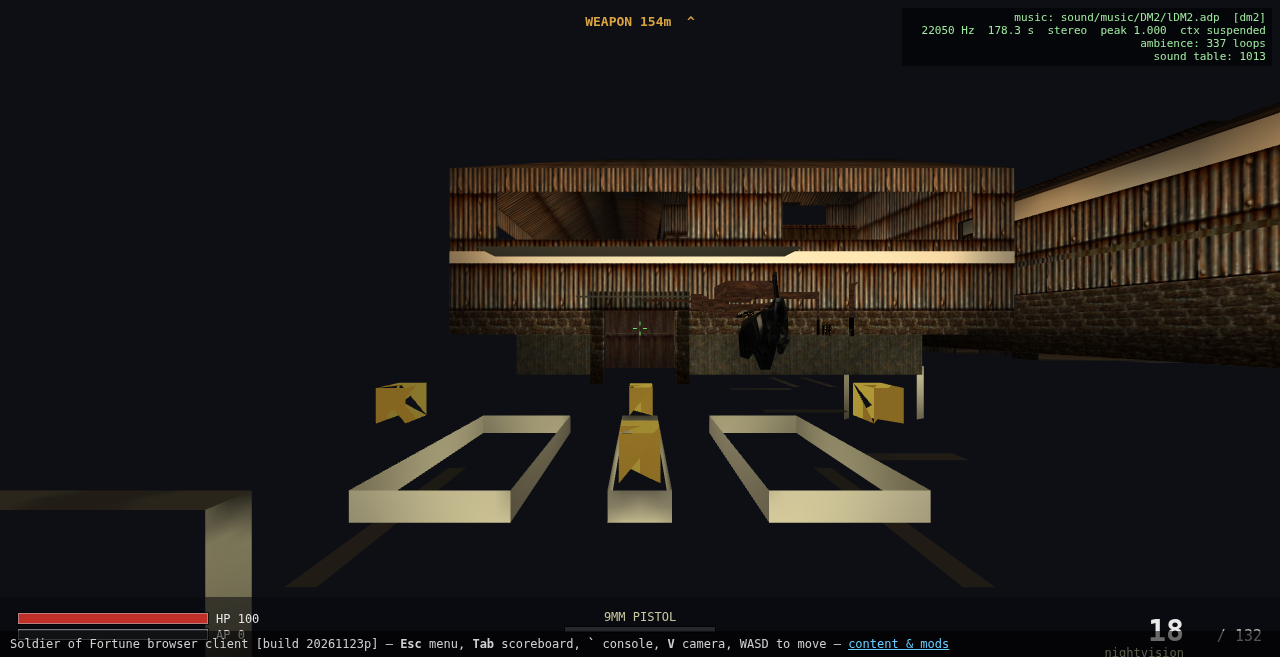 WEAPON 154m ^
music: sound/music/DM2/lDM2.adp [dm2]
22050 Hz 178.3 s stereo peak 1.000 ctx suspended
ambience: 337 loops
sound table: 1013
HP 100
AP 0
9MM PISTOL
18 / 132
nightvision
Soldier of Fortune browser client [build 20261123p] — Esc menu, Tab scoreboard, ` console, V camera, WASD to move — content & mods